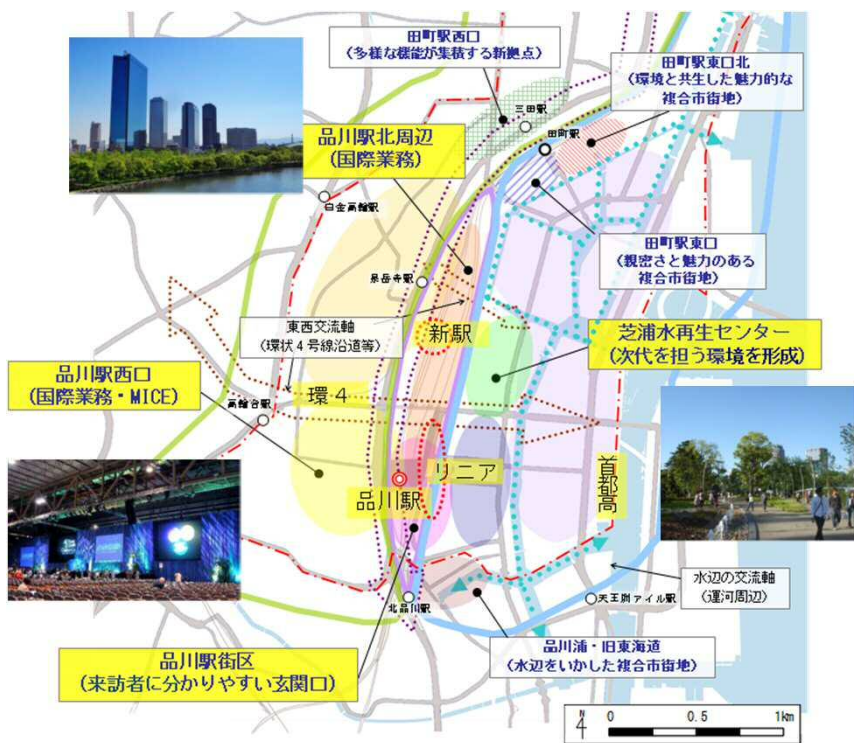 田町駅西口
(多様な機能が集積する新拠点)
田町駅東口北
(環境と共生した魅力的な
複合市街地)
三田駅
田町駅
品川駅北周辺
(国際業務)
白金高輪駅
田町駅東口
(親密さと魅力のある
複合市街地)
泉岳寺駅
東西交流軸
(環状4号線沿道等)
新駅
芝浦水再生センター
(次代を担う環境を形成)
品川駅西口
(国際業務・MICE)
環4
高輪台駅
リニア
首都高
品川駅
水辺の交流軸
(運河周辺)
北品川駅
天王洲アイル駅
品川駅街区
(来訪者に分かりやすい玄関口)
品川浦・旧東海道
(水辺をいかした複合市街地)
N
0 0.5 1km